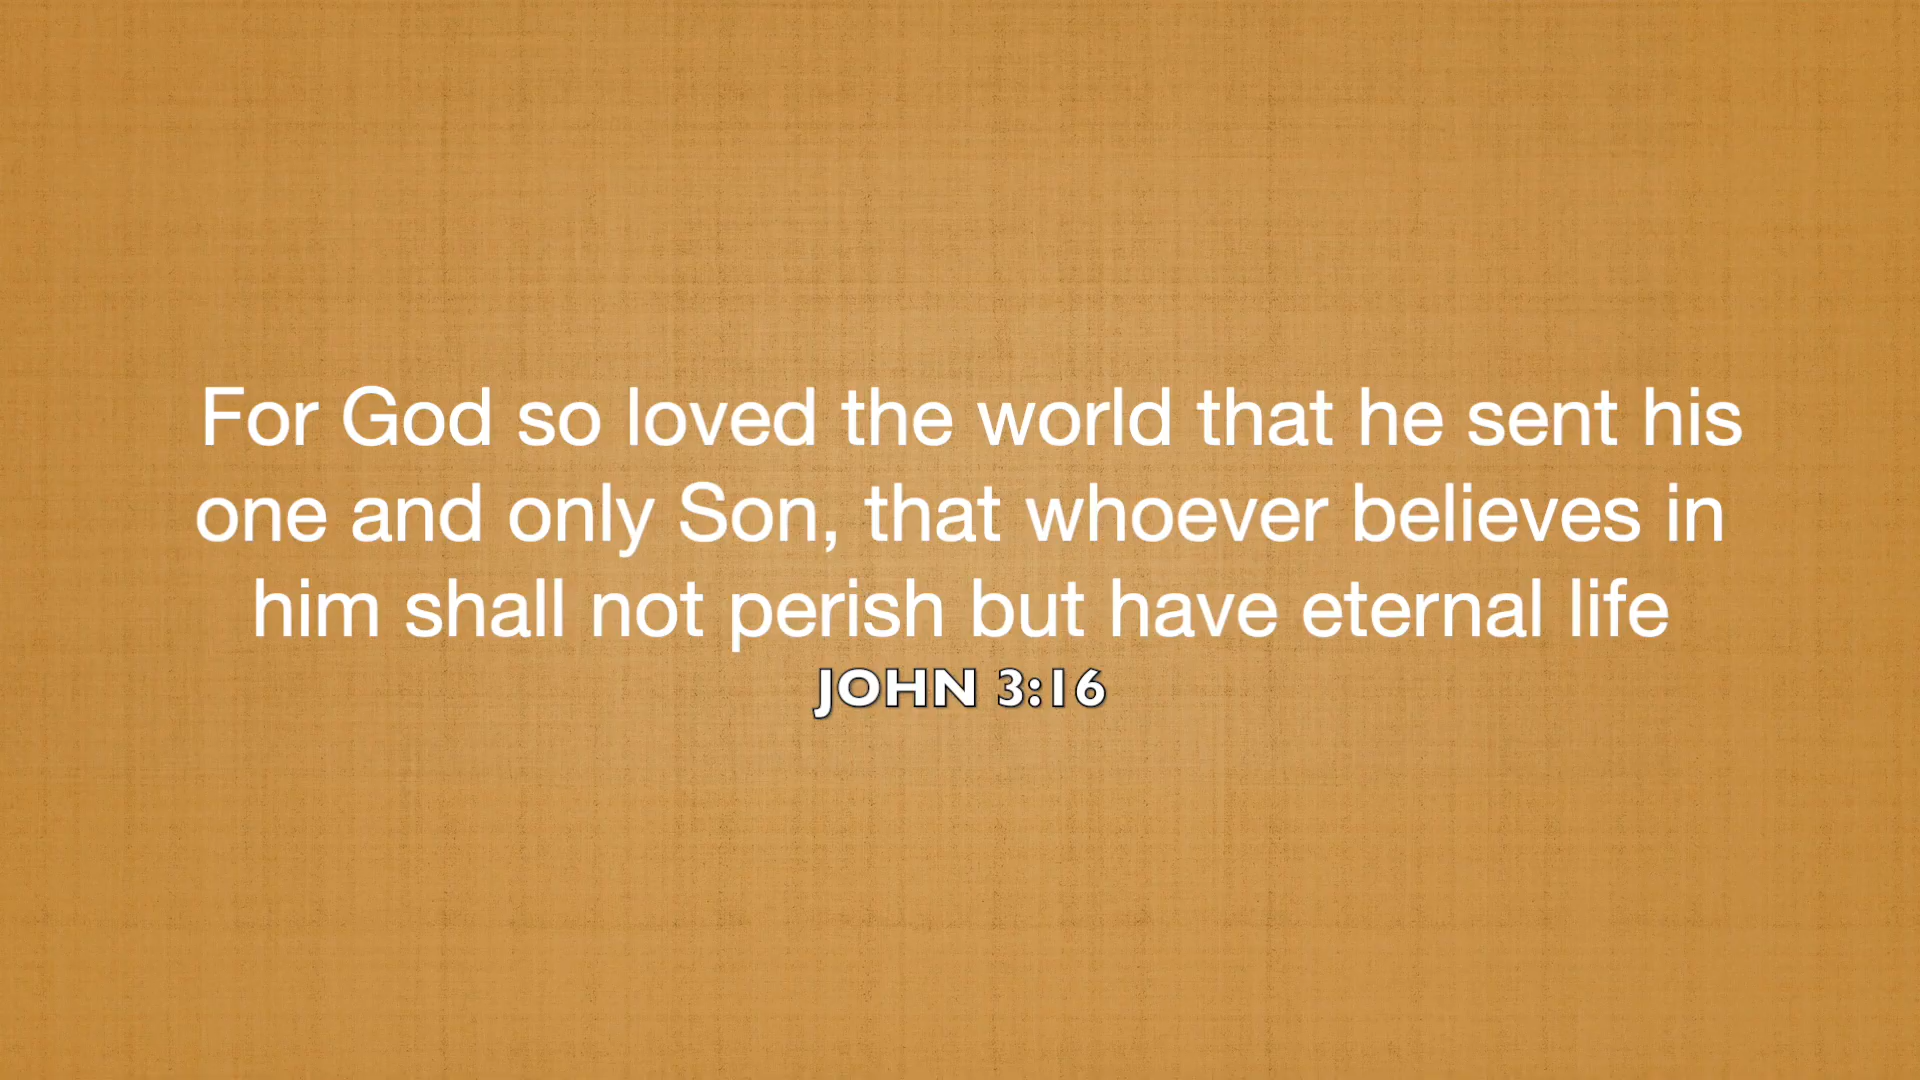 For God so loved the world that he sent his
one and only Son, that whoever believes in
him shall not perish but have eternal life
JOHN 3:16